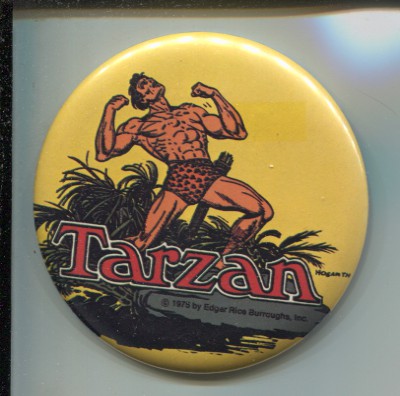 Tarzan
HOGARTH
© 1975 by Edgar Rice Burroughs, Inc.